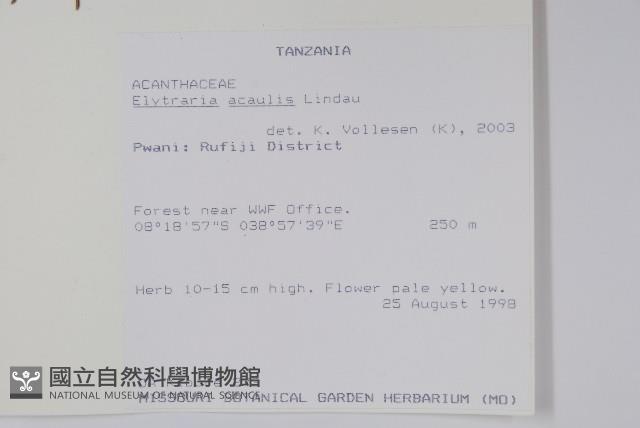 TANZANIA
ACANTHACEAE
Elytraria acaulis Lindau
det. K. Vollesen (K), 2003
Pwani: Rufiji District
Forest near WWF Office.
08°18'57"S 038°57'39"E 250 m
Herb 10-15 cm high. Flower pale yellow.
25 August 1998
國立自然科學博物館
NATIONAL MUSEUM OF NATURAL SCIENCE
MISSOURI BOTANICAL GARDEN HERBARIUM (MO)